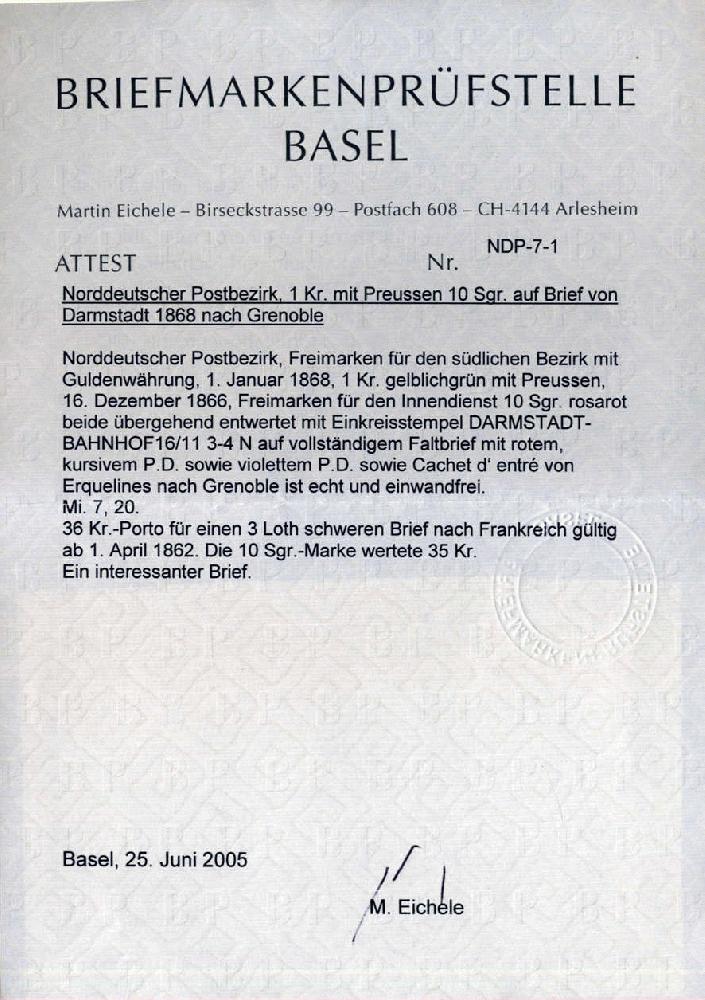 BRIEFMARKENPRÜFSTELLE
BASEL
Martin Eichele – Birseckstrasse 99 – Postfach 608 – CH-4144 Arlesheim
NDP-7-1
ATTEST Nr.
Norddeutscher Postbezirk, 1 Kr. mit Preussen 10 Sgr. auf Brief von
Darmstadt 1868 nach Grenoble
Norddeutscher Postbezirk, Freimarken für den südlichen Bezirk mit
Guldenwährung, 1. Januar 1868, 1 Kr. gelblichgrün mit Preussen,
16. Dezember 1866, Freimarken für den Innendienst 10 Sgr. rosarot
beide übergehend entwertet mit Einkreisstempel DARMSTADT-
BAHNHOF16/11 3-4 N auf vollständigem Faltbrief mit rotem,
kursivem P.D. sowie violettem P.D. sowie Cachet d' entré von
Erquelines nach Grenoble ist echt und einwandfrei.
Mi. 7, 20.
36 Kr.-Porto für einen 3 Loth schweren Brief nach Frankreich gültig
ab 1. April 1862. Die 10 Sgr.-Marke wertete 35 Kr.
Ein interessanter Brief.
Basel, 25. Juni 2005
M. Eichele